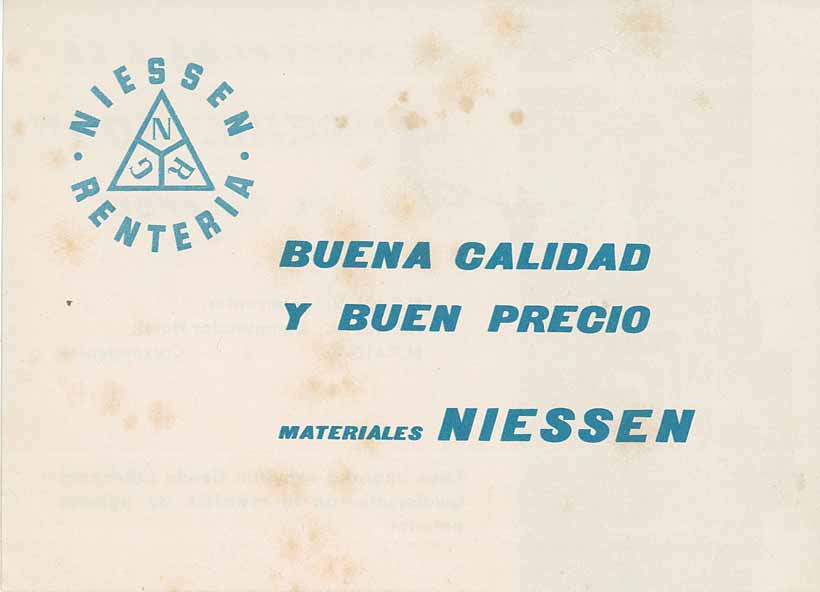 NIESSEN
N
G R
· RENTERIA ·
BUENA CALIDAD
Y BUEN PRECIO
MATERIALES NIESSEN